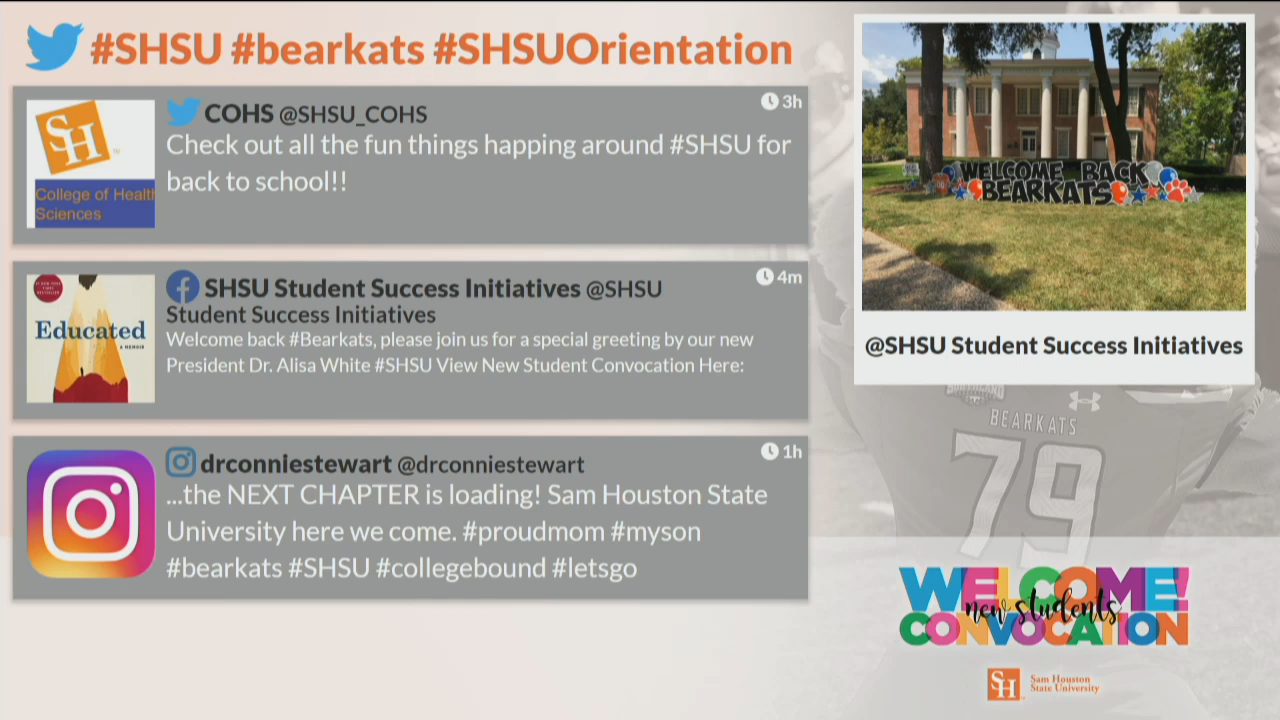 #SHSU #bearkats #SHSUOrientation
SH
College of Health
Sciences
COHS @SHSU_COHS
3h
Check out all the fun things happing around #SHSU for
back to school!!
Educated
A MEMOIR
SHSU Student Success Initiatives @SHSU
Student Success Initiatives
4m
Welcome back #Bearkats, please join us for a special greeting by our new
President Dr. Alisa White #SHSU View New Student Convocation Here:
drconniestewart @drconniestewart
1h
...the NEXT CHAPTER is loading! Sam Houston State
University here we come. #proudmom #myson
#bearkats #SHSU #collegebound #letsgo
WELCOME BACK
BEARKATS
@SHSU Student Success Initiatives
SOUTHLAND
BEARKATS
79
WELCOME!
new students
CONVOCATION
SH
Sam Houston
State University